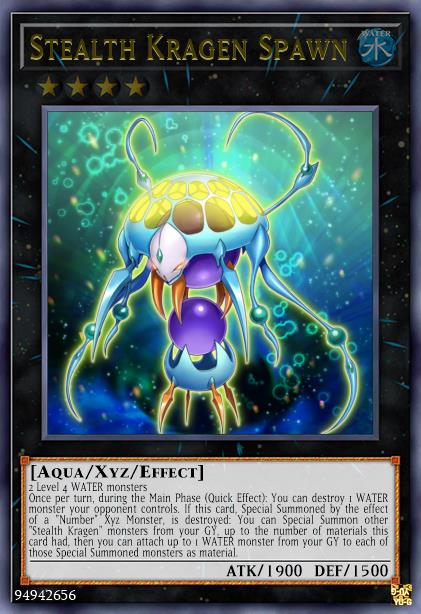 STEALTH KRAGEN SPAWN
WATER
水
[AQUA/XYZ/EFFECT]
2 Level 4 WATER monsters
Once per turn, during the Main Phase (Quick Effect): You can destroy 1 WATER
monster your opponent controls. If this card, Special Summoned by the effect
of a "Number" Xyz Monster, is destroyed: You can Special Summon other
"Stealth Kragen" monsters from your GY, up to the number of materials this
card had, then you can attach up to 1 WATER monster from your GY to each of
those Special Summoned monsters as material.
ATK/1900 DEF/1500
94942656